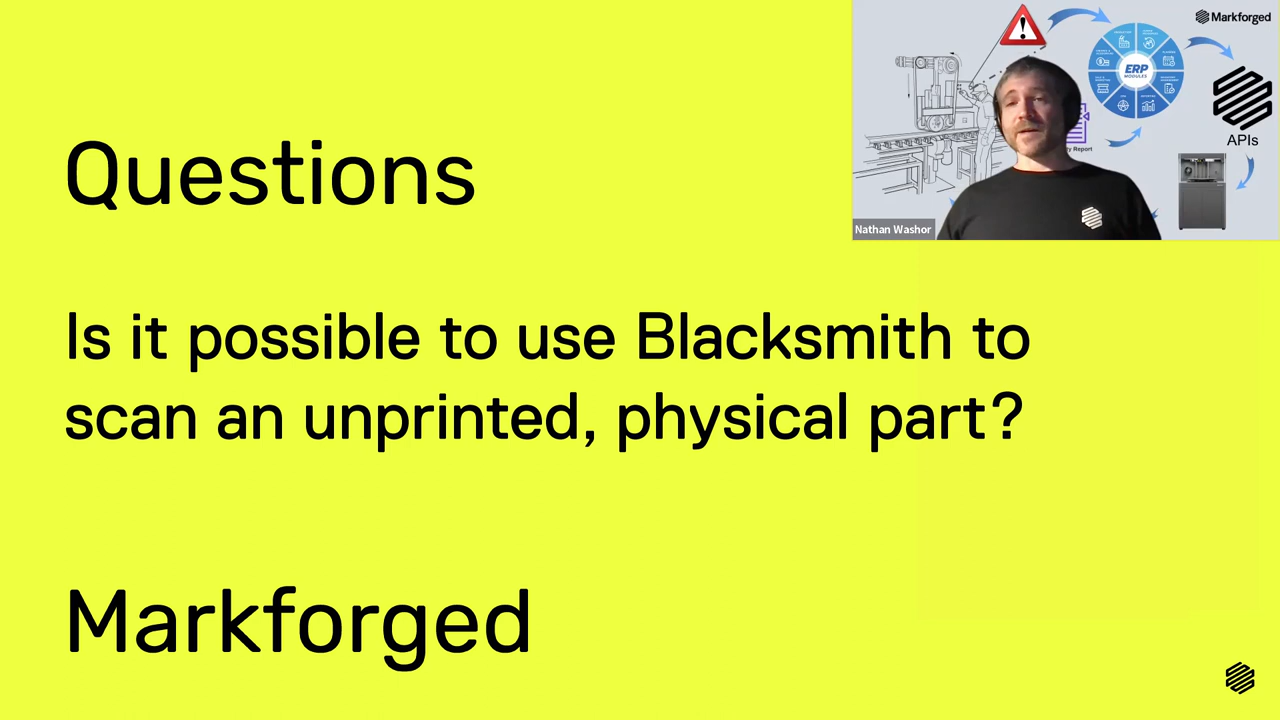 Questions
Is it possible to use Blacksmith to
scan an unprinted, physical part?
Markforged
Markforged
ERP
MODULES
APIs
Nathan Washor